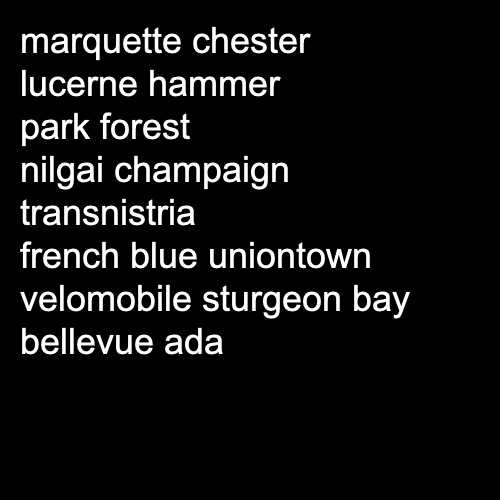 marquette chester
lucerne hammer
park forest
nilgai champaign
transnistria
french blue uniontown
velomobile sturgeon bay
bellevue ada